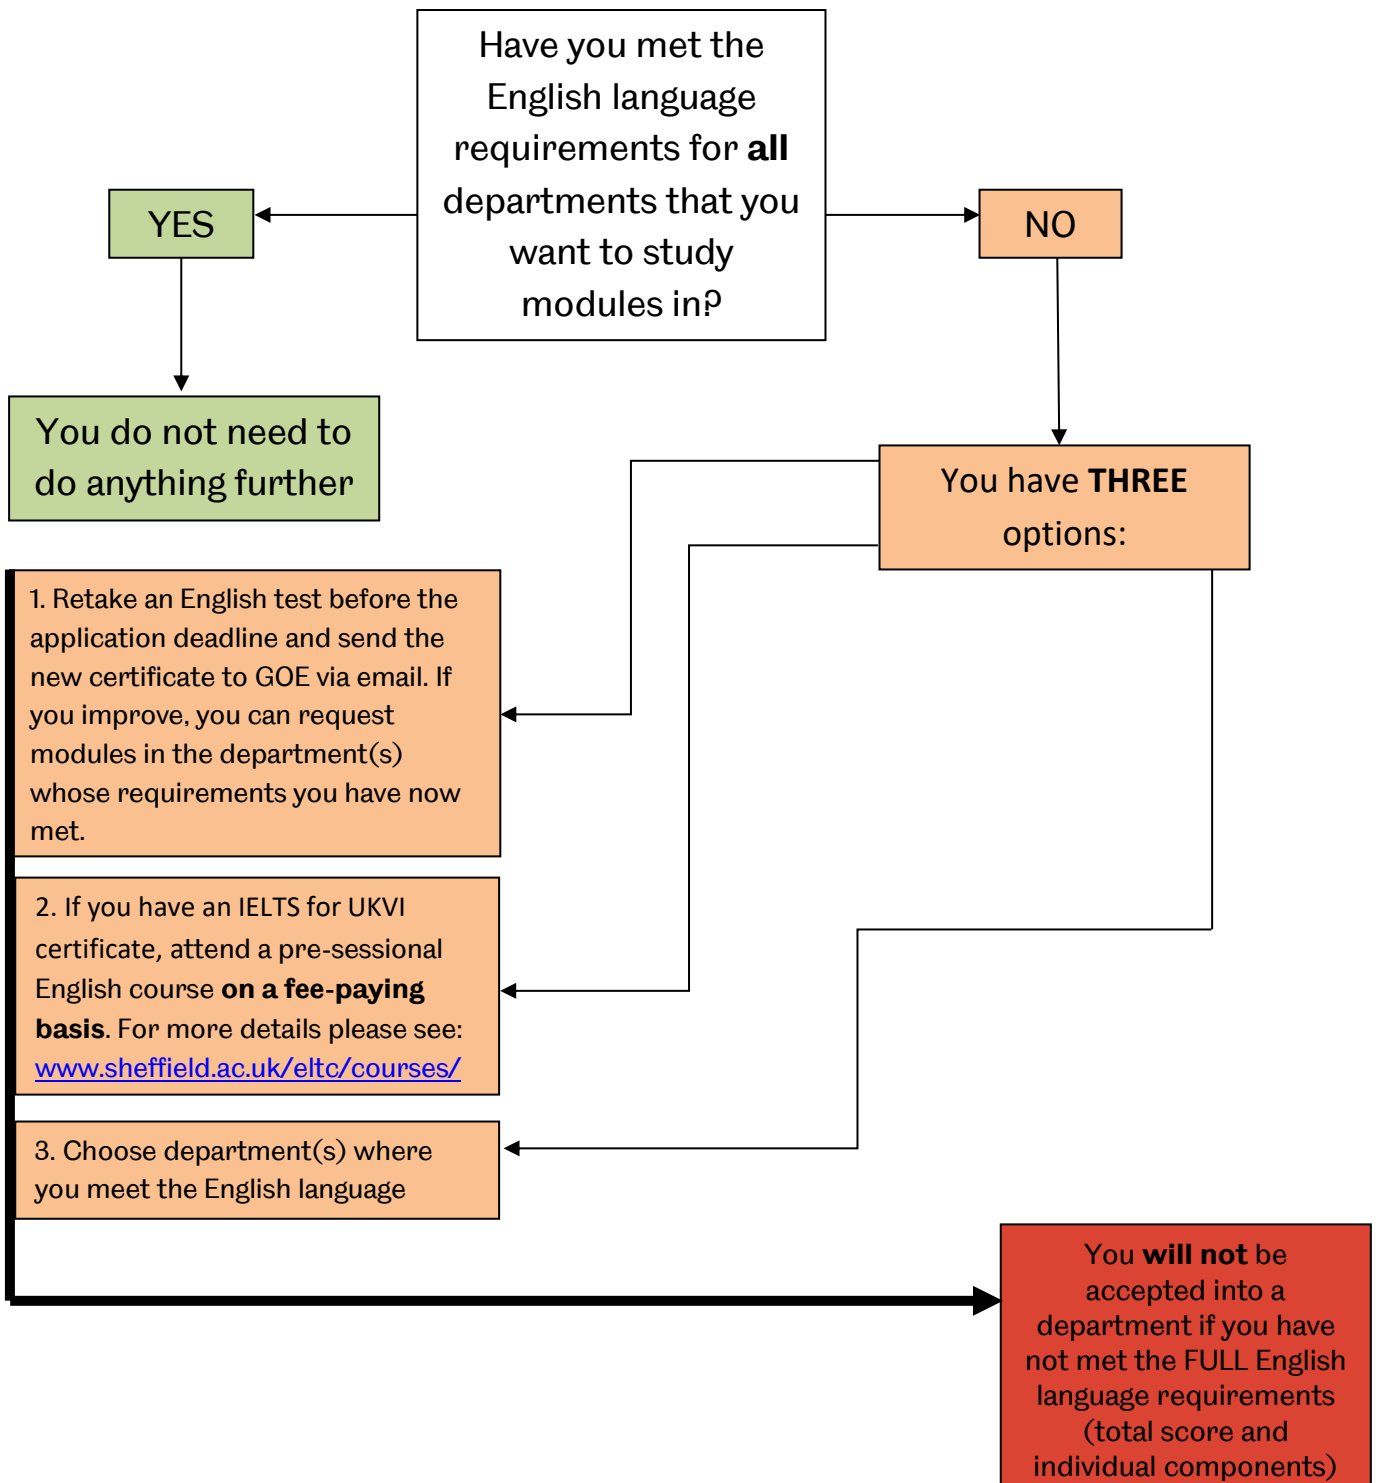 Have you met the
English language
requirements for all
departments that you
want to study
modules in?
YES
NO
You do not need to
do anything further
You have THREE
options:
1. Retake an English test before the
application deadline and send the
new certificate to GOE via email. If
you improve, you can request
modules in the department(s)
whose requirements you have now
met.
2. If you have an IELTS for UKVI
certificate, attend a pre-sessional
English course on a fee-paying
basis. For more details please see:
www.sheffield.ac.uk/eltc/courses/
3. Choose department(s) where
you meet the English language
You will not be
accepted into a
department if you have
not met the FULL English
language requirements
(total score and
individual components)